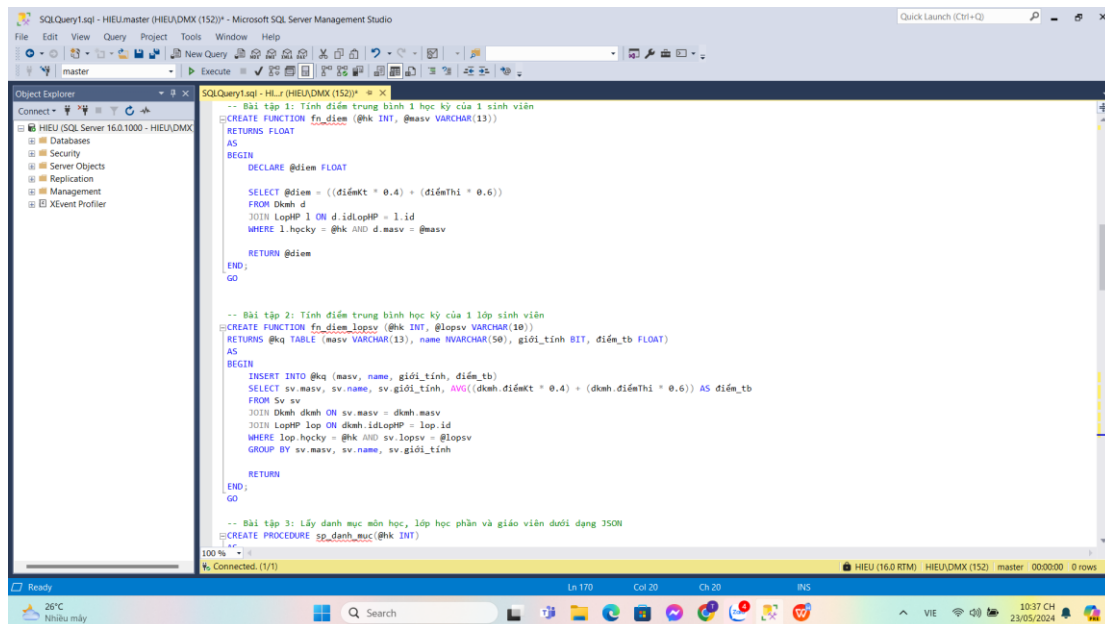 SQLQuery1.sql - HIEU.master (HIEU\DMX (152))* - Microsoft SQL Server Management Studio
Quick Launch (Ctrl+Q)
File Edit View Query Project Tools Window Help
New Query
master
Execute
Object Explorer
SQLQuery1.sql - HI...r (HIEU\DMX (152))*
Connect
HIEU (SQL Server 16.0.1000 - HIEU\DMX
Databases
Security
Server Objects
Replication
Management
XEvent Profiler
-- Bài tập 1: Tính điểm trung bình 1 học kỳ của 1 sinh viên
CREATE FUNCTION fn_diem (@hk INT, @masv VARCHAR(13))
RETURNS FLOAT
AS
BEGIN
DECLARE @diem FLOAT
SELECT @diem = ((điểmKt * 0.4) + (điểmThi * 0.6))
FROM Dkmh d
JOIN LopHP l ON d.idLopHP = l.id
WHERE l.họcky = @hk AND d.masv = @masv
RETURN @diem
END;
GO
-- Bài tập 2: Tính điểm trung bình học kỳ của 1 lớp sinh viên
CREATE FUNCTION fn_diem_lopsv (@hk INT, @lopsv VARCHAR(10))
RETURNS @kq TABLE (masv VARCHAR(13), name NVARCHAR(50), giới_tính BIT, điểm_tb FLOAT)
AS
BEGIN
INSERT INTO @kq (masv, name, giới_tính, điểm_tb)
SELECT sv.masv, sv.name, sv.giới_tính, AVG((dkmh.điểmKt * 0.4) + (dkmh.điểmThi * 0.6)) AS điểm_tb
FROM Sv sv
JOIN Dkmh dkmh ON sv.masv = dkmh.masv
JOIN LopHP lop ON dkmh.idLopHP = lop.id
WHERE lop.họcky = @hk AND sv.lopsv = @lopsv
GROUP BY sv.masv, sv.name, sv.giới_tính
RETURN
END;
GO
-- Bài tập 3: Lấy danh mục môn học, lớp học phần và giáo viên dưới dạng JSON
CREATE PROCEDURE sp_danh_muc(@hk INT)
AS
100 %
Connected. (1/1)
HIEU (16.0 RTM) HIEU\DMX (152) master 00:00:00 0 rows
Ready
Ln 170 Col 20 Ch 20 INS
26°C
Nhiều mây
Search
VIE
10:37 CH
23/05/2024